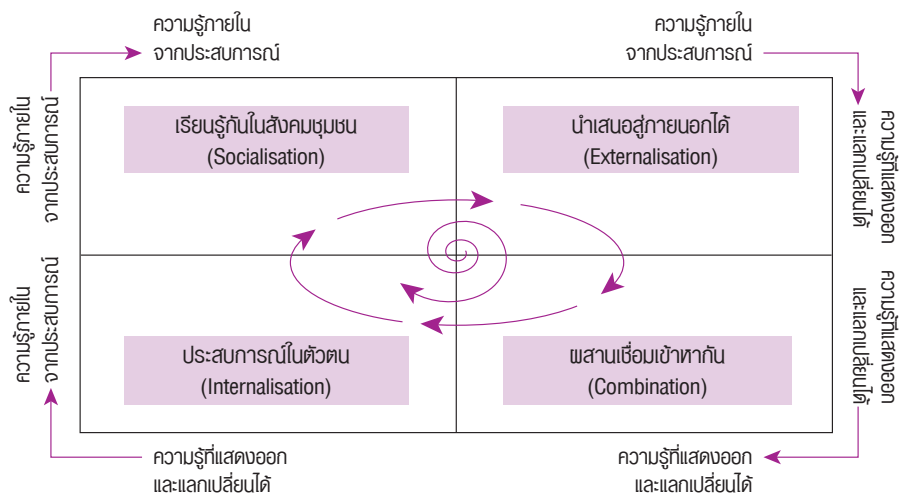 ความรู้ภายใน
จากประสบการณ์
ความรู้ภายใน
จากประสบการณ์
ความรู้ภายใน
จากประสบการณ์
เรียนรู้กันในสังคมชุมชน
(Socialisation)
นำเสนอสู่ภายนอกได้
(Externalisation)
ความรู้ที่แสดงออก
และแลกเปลี่ยนได้
ความรู้ภายใน
จากประสบการณ์
ประสบการณ์ในตัวตน
(Internalisation)
ผสานเชื่อมเข้าหากัน
(Combination)
ความรู้ที่แสดงออก
และแลกเปลี่ยนได้
ความรู้ที่แสดงออก
และแลกเปลี่ยนได้
ความรู้ที่แสดงออก
และแลกเปลี่ยนได้